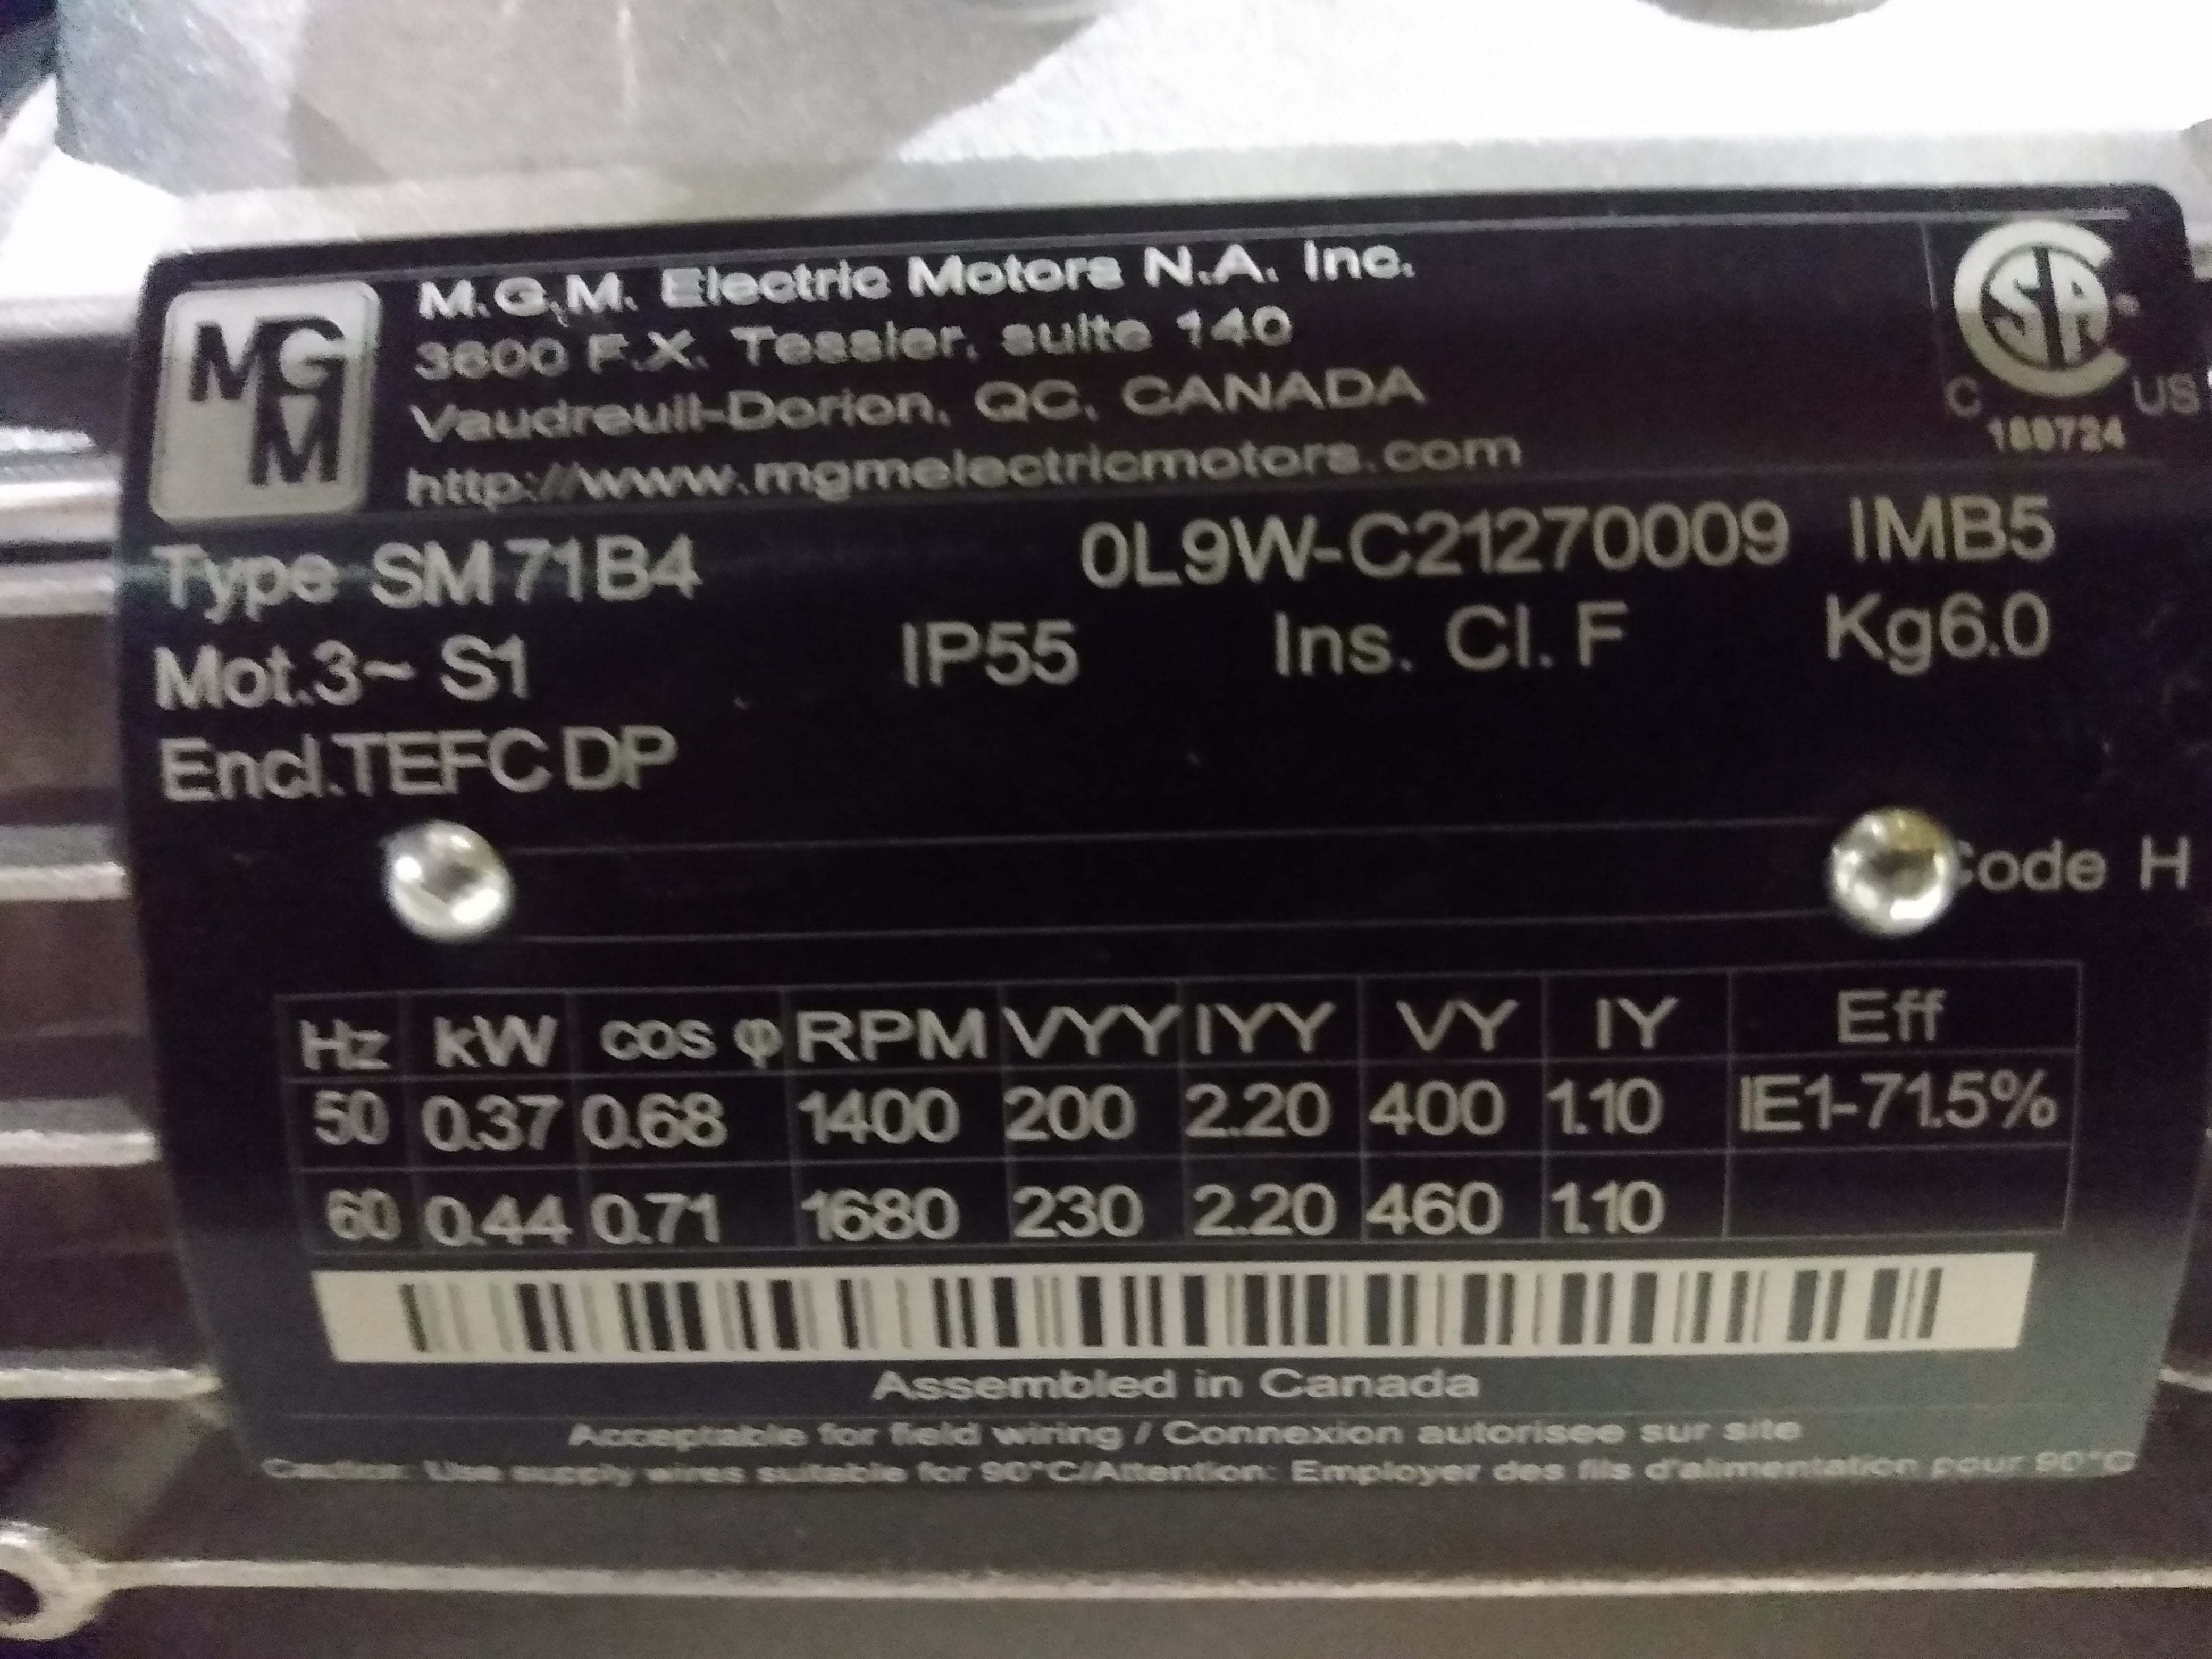 MGM
M.G.M. Electric Motors N.A. Inc.
3600 F.X. Tessier, suite 140
Vaudreuil-Dorion, QC, CANADA
http://www.mgmelectricmotors.com
CSA
C US
189724
Type SM 71B4 0L9W-C21270009 IMB5
Mot.3~ S1 IP55 Ins. Cl. F Kg6.0
Encl.TEFC DP
Code H
Hz kW cos φ RPM VYY IYY VY IY Eff
50 0.37 0.68 1400 200 2.20 400 1.10 IE1-71.5%
60 0.44 0.71 1680 230 2.20 460 1.10
Assembled in Canada
Acceptable for field wiring / Connexion autorisee sur site
Caution: Use supply wires suitable for 90°C/Attention: Employer des fils d'alimentation pour 90°C